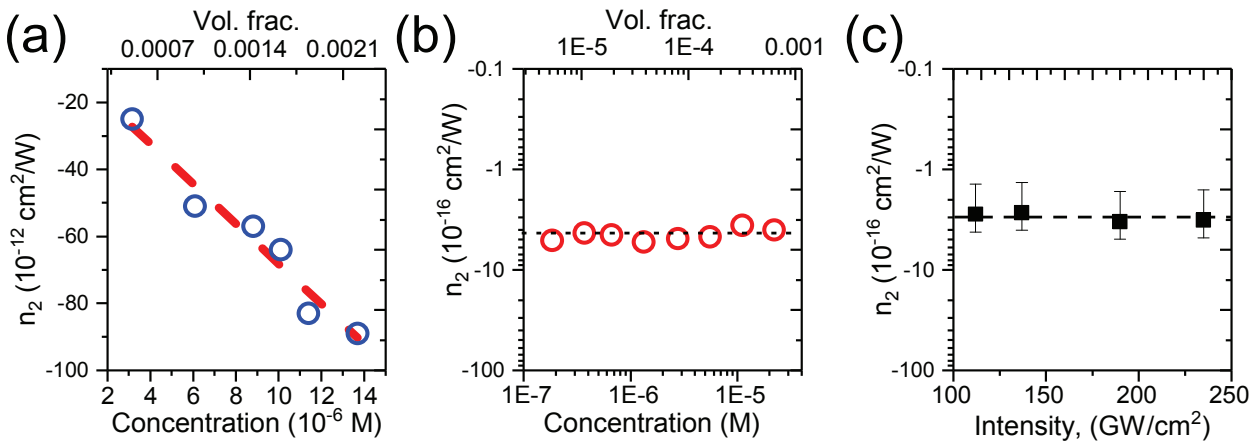 (a)
Vol. frac.
0.0007 0.0014 0.0021
-20
-40
-60
-80
-100
n₂ (10⁻¹² cm²/W)
2 4 6 8 10 12 14
Concentration (10⁻⁶ M)
(b)
Vol. frac.
1E-5 1E-4 0.001
-0.1
-1
-10
-100
n₂ (10⁻¹⁶ cm²/W)
1E-7 1E-6 1E-5
Concentration (M)
(c)
-0.1
-1
-10
-100
n₂ (10⁻¹⁶ cm²/W)
100 150 200 250
Intensity, (GW/cm²)